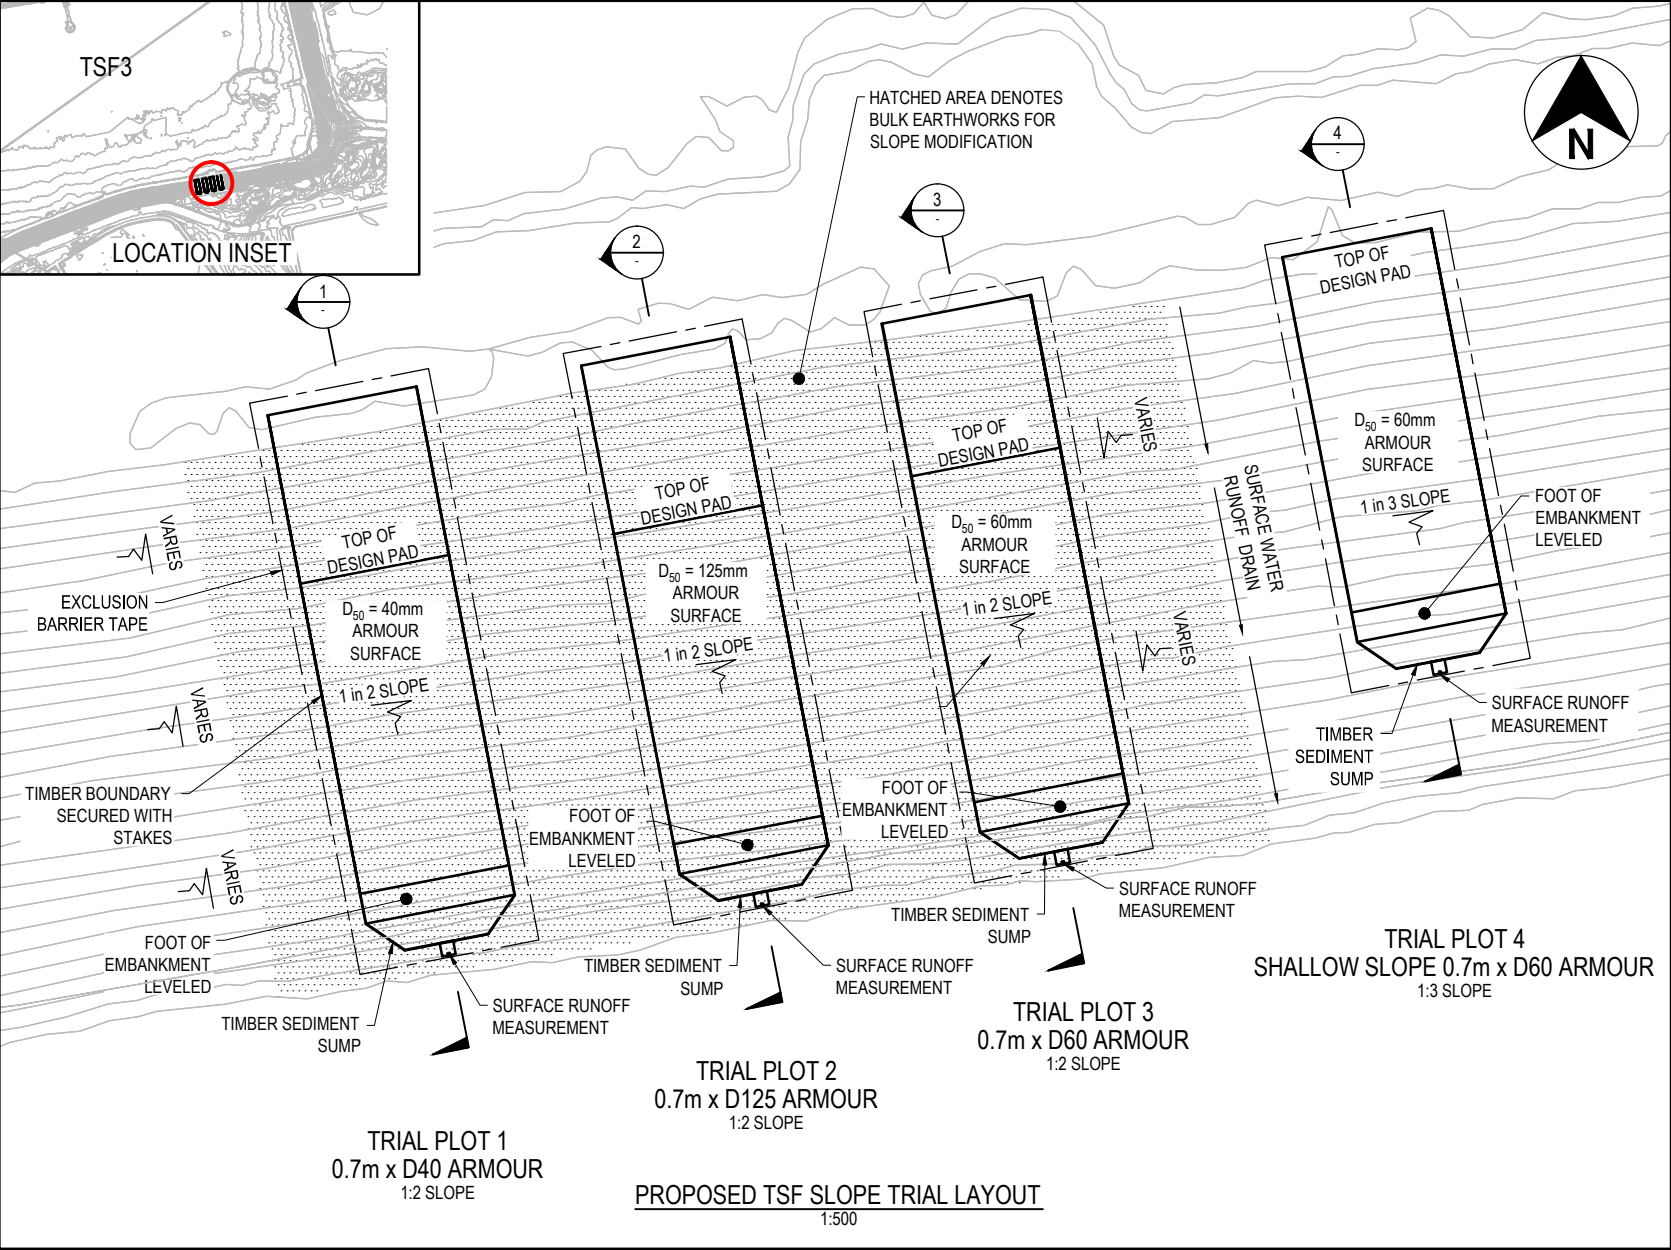 TSF3
LOCATION INSET
HATCHED AREA DENOTES
BULK EARTHWORKS FOR
SLOPE MODIFICATION
N
1
-
2
-
3
-
4
-
TOP OF
DESIGN PAD
D50 = 40mm
ARMOUR
SURFACE
1 in 2 SLOPE
TOP OF
DESIGN PAD
D50 = 125mm
ARMOUR
SURFACE
1 in 2 SLOPE
TOP OF
DESIGN PAD
D50 = 60mm
ARMOUR
SURFACE
1 in 2 SLOPE
TOP OF
DESIGN PAD
D50 = 60mm
ARMOUR
SURFACE
1 in 3 SLOPE
VARIES
VARIES
VARIES
VARIES
VARIES
SURFACE WATER
RUNOFF DRAIN
EXCLUSION
BARRIER TAPE
TIMBER BOUNDARY
SECURED WITH
STAKES
FOOT OF
EMBANKMENT
LEVELED
TIMBER SEDIMENT
SUMP
SURFACE RUNOFF
MEASUREMENT
FOOT OF
EMBANKMENT
LEVELED
TIMBER SEDIMENT
SUMP
SURFACE RUNOFF
MEASUREMENT
FOOT OF
EMBANKMENT
LEVELED
TIMBER SEDIMENT
SUMP
SURFACE RUNOFF
MEASUREMENT
FOOT OF
EMBANKMENT
LEVELED
TIMBER
SEDIMENT
SUMP
SURFACE RUNOFF
MEASUREMENT
TRIAL PLOT 1
0.7m x D40 ARMOUR
1:2 SLOPE
TRIAL PLOT 2
0.7m x D125 ARMOUR
1:2 SLOPE
TRIAL PLOT 3
0.7m x D60 ARMOUR
1:2 SLOPE
TRIAL PLOT 4
SHALLOW SLOPE 0.7m x D60 ARMOUR
1:3 SLOPE
PROPOSED TSF SLOPE TRIAL LAYOUT
1:500